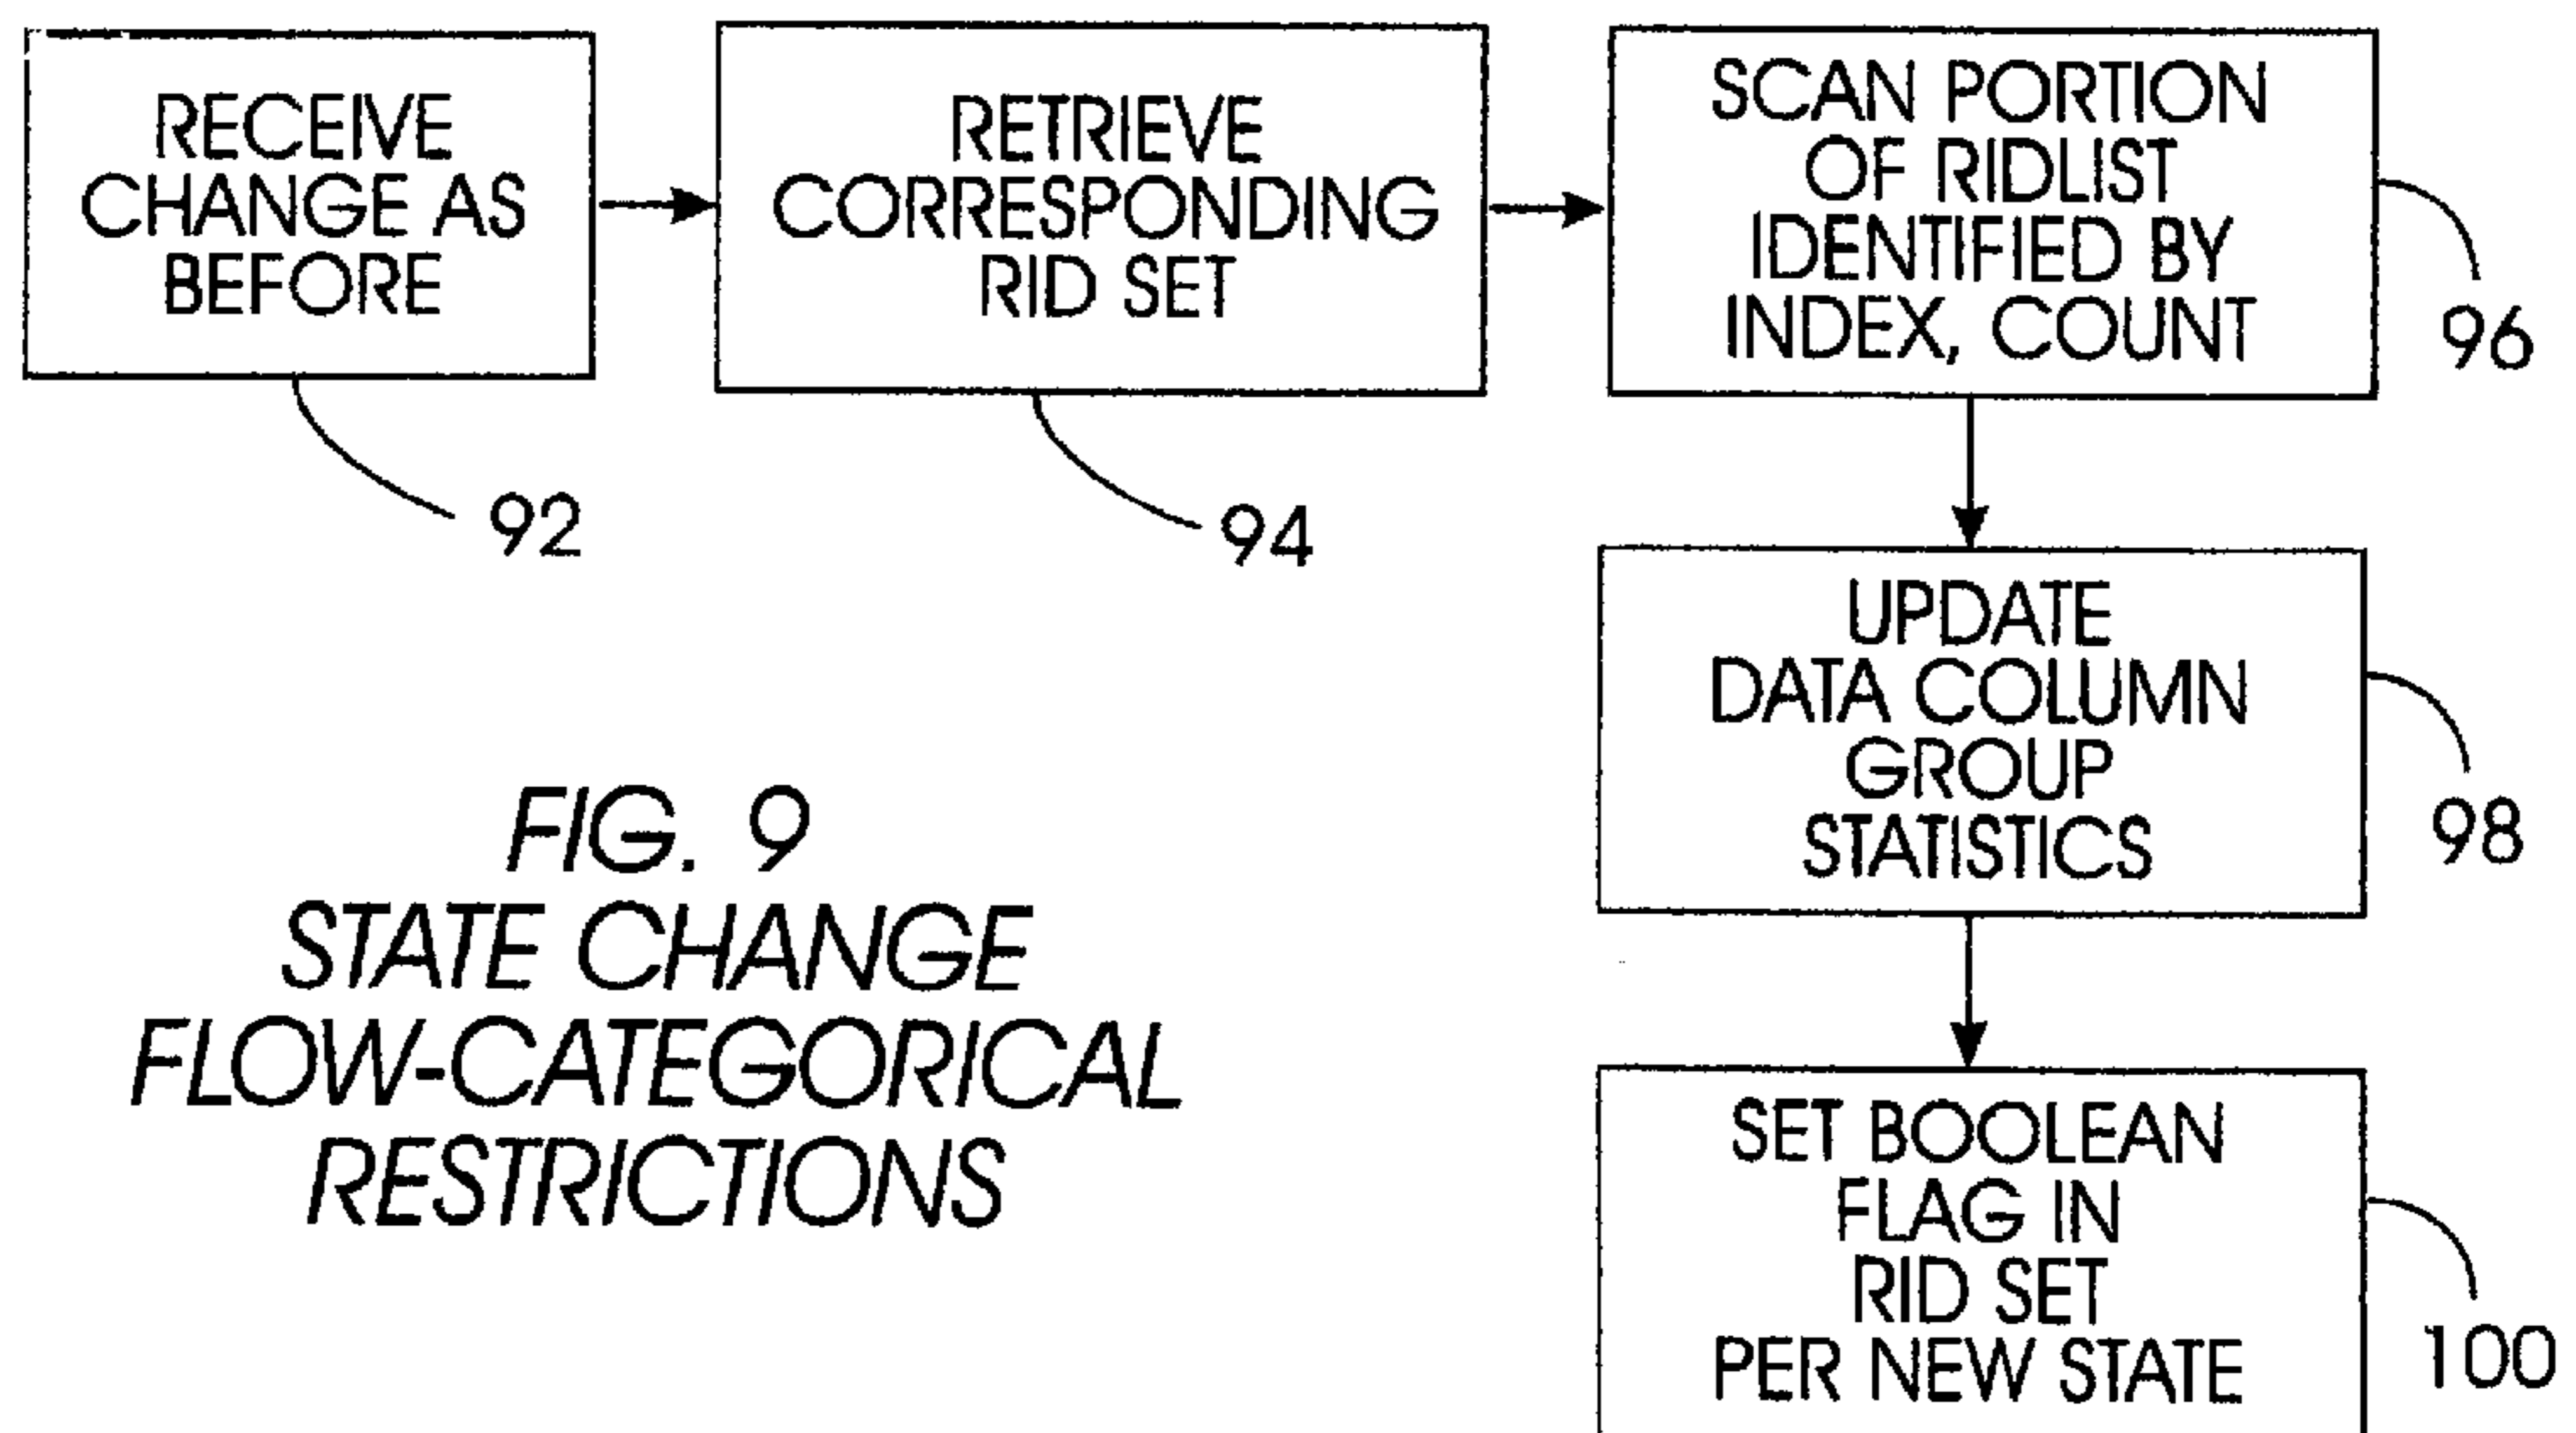 RECEIVE
CHANGE AS
BEFORE
92
RETRIEVE
CORRESPONDING
RID SET
94
SCAN PORTION
OF RIDLIST
IDENTIFIED BY
INDEX, COUNT
96
UPDATE
DATA COLUMN
GROUP
STATISTICS
98
SET BOOLEAN
FLAG IN
RID SET
PER NEW STATE
100
FIG. 9
STATE CHANGE
FLOW-CATEGORICAL
RESTRICTIONS